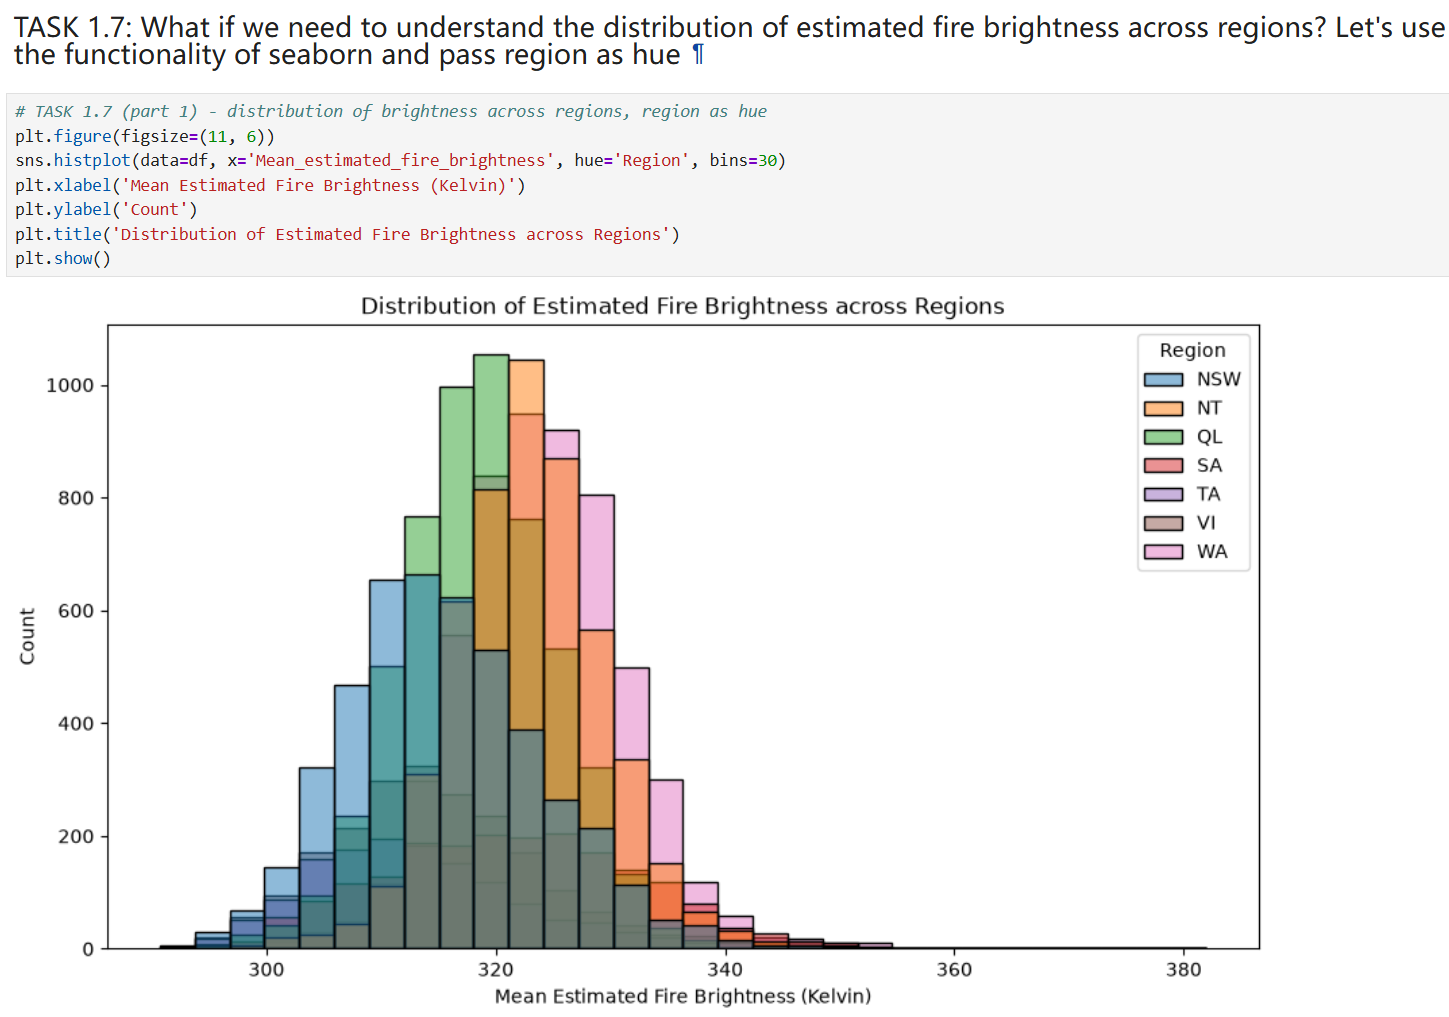 TASK 1.7: What if we need to understand the distribution of estimated fire brightness across regions? Let's use
the functionality of seaborn and pass region as hue ¶
# TASK 1.7 (part 1) - distribution of brightness across regions, region as hue
plt.figure(figsize=(11, 6))
sns.histplot(data=df, x='Mean_estimated_fire_brightness', hue='Region', bins=30)
plt.xlabel('Mean Estimated Fire Brightness (Kelvin)')
plt.ylabel('Count')
plt.title('Distribution of Estimated Fire Brightness across Regions')
plt.show()
Distribution of Estimated Fire Brightness across Regions
Region
NSW
NT
QL
SA
TA
VI
WA
1000
800
600
400
200
0
Count
300 320 340 360 380
Mean Estimated Fire Brightness (Kelvin)